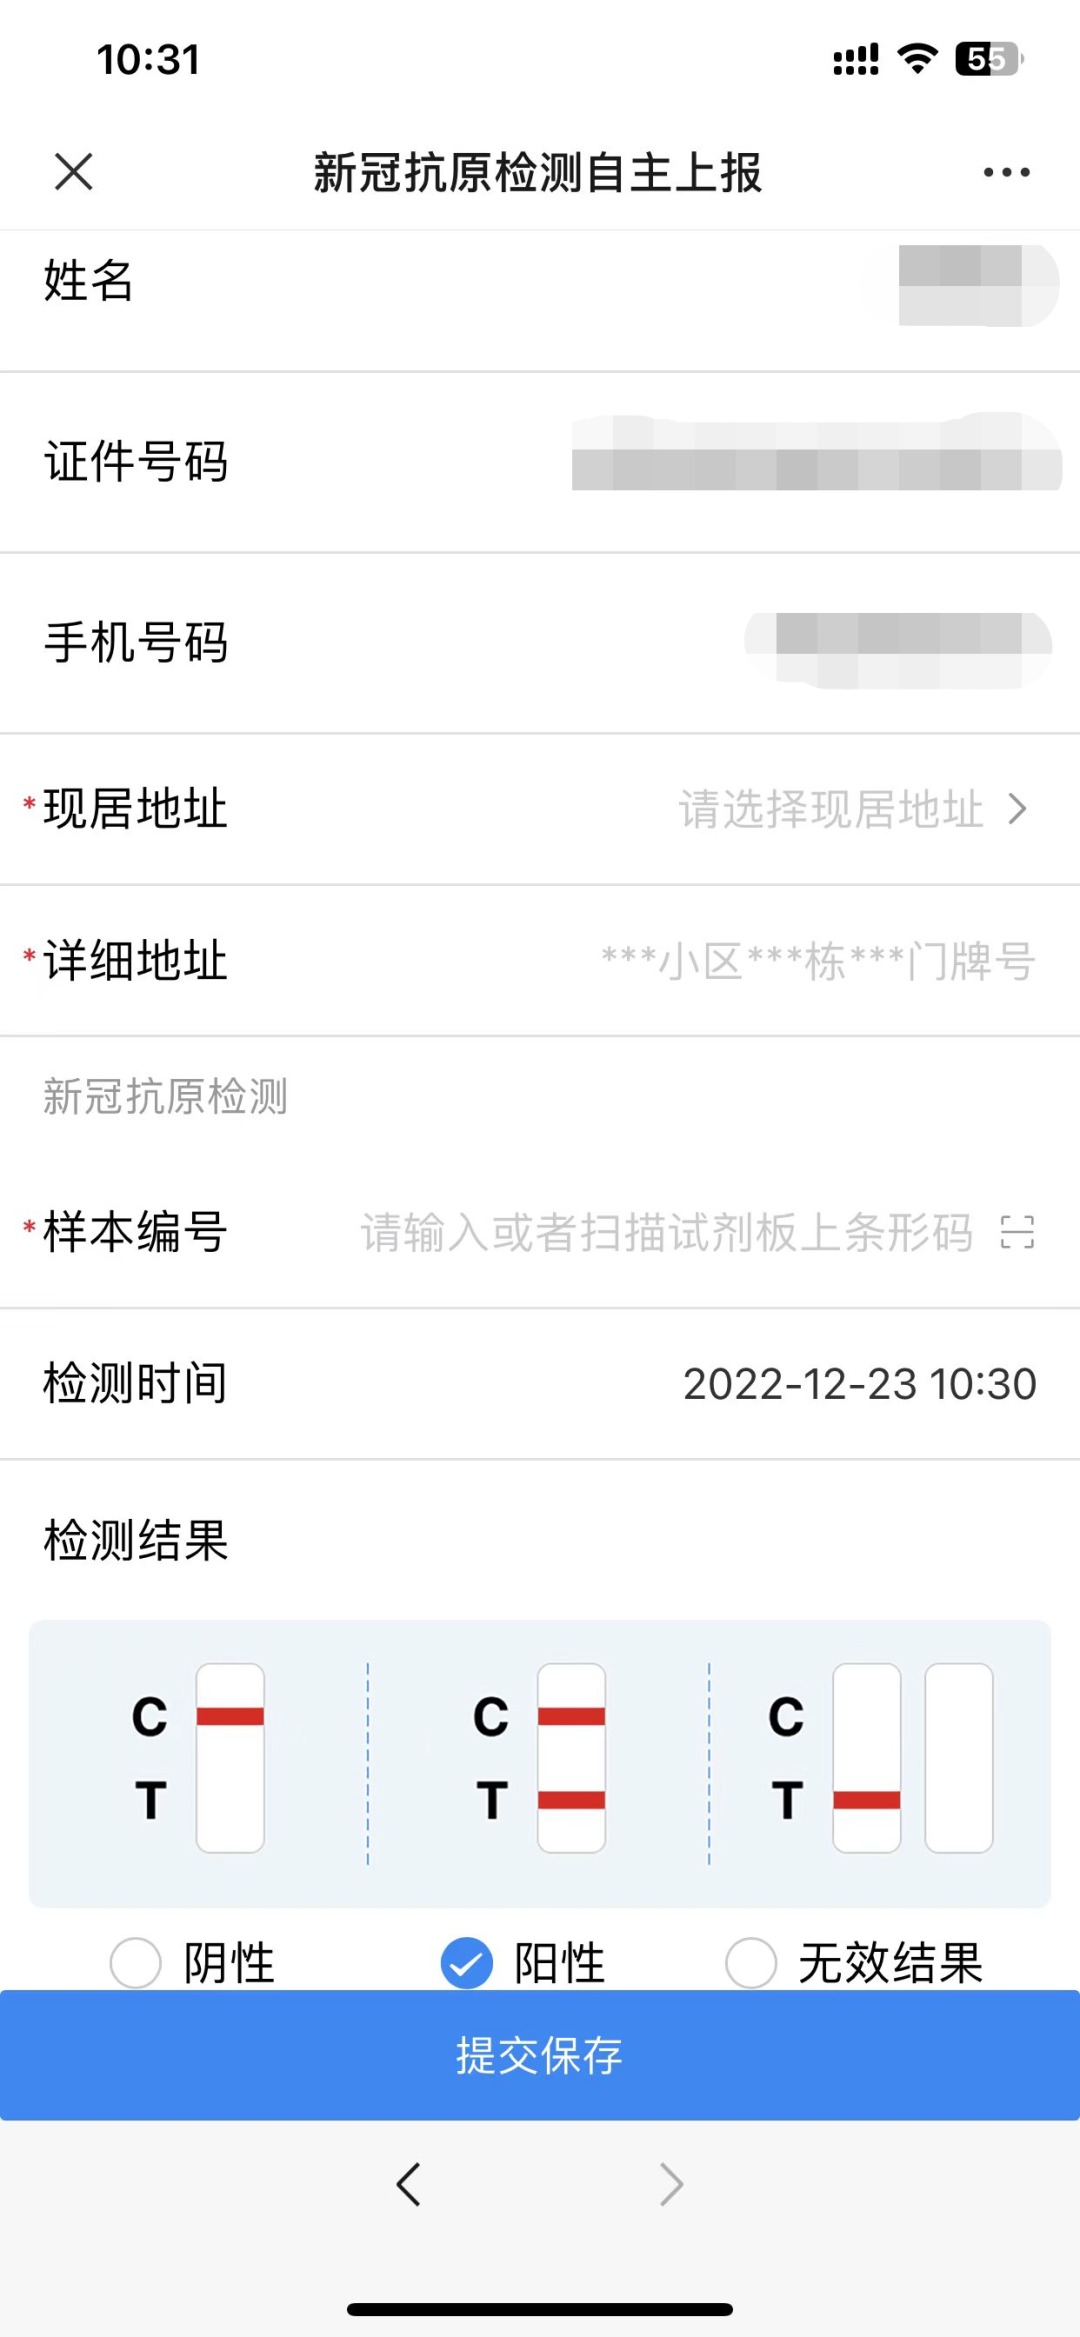 10:31
55
新冠抗原检测自主上报
姓名
证件号码
手机号码
*现居地址 请选择现居地址
*详细地址 ***小区***栋***门牌号
新冠抗原检测
*样本编号 请输入或者扫描试剂板上条形码
检测时间 2022-12-23 10:30
检测结果
C C C
T T T
阴性 阳性 无效结果
提交保存